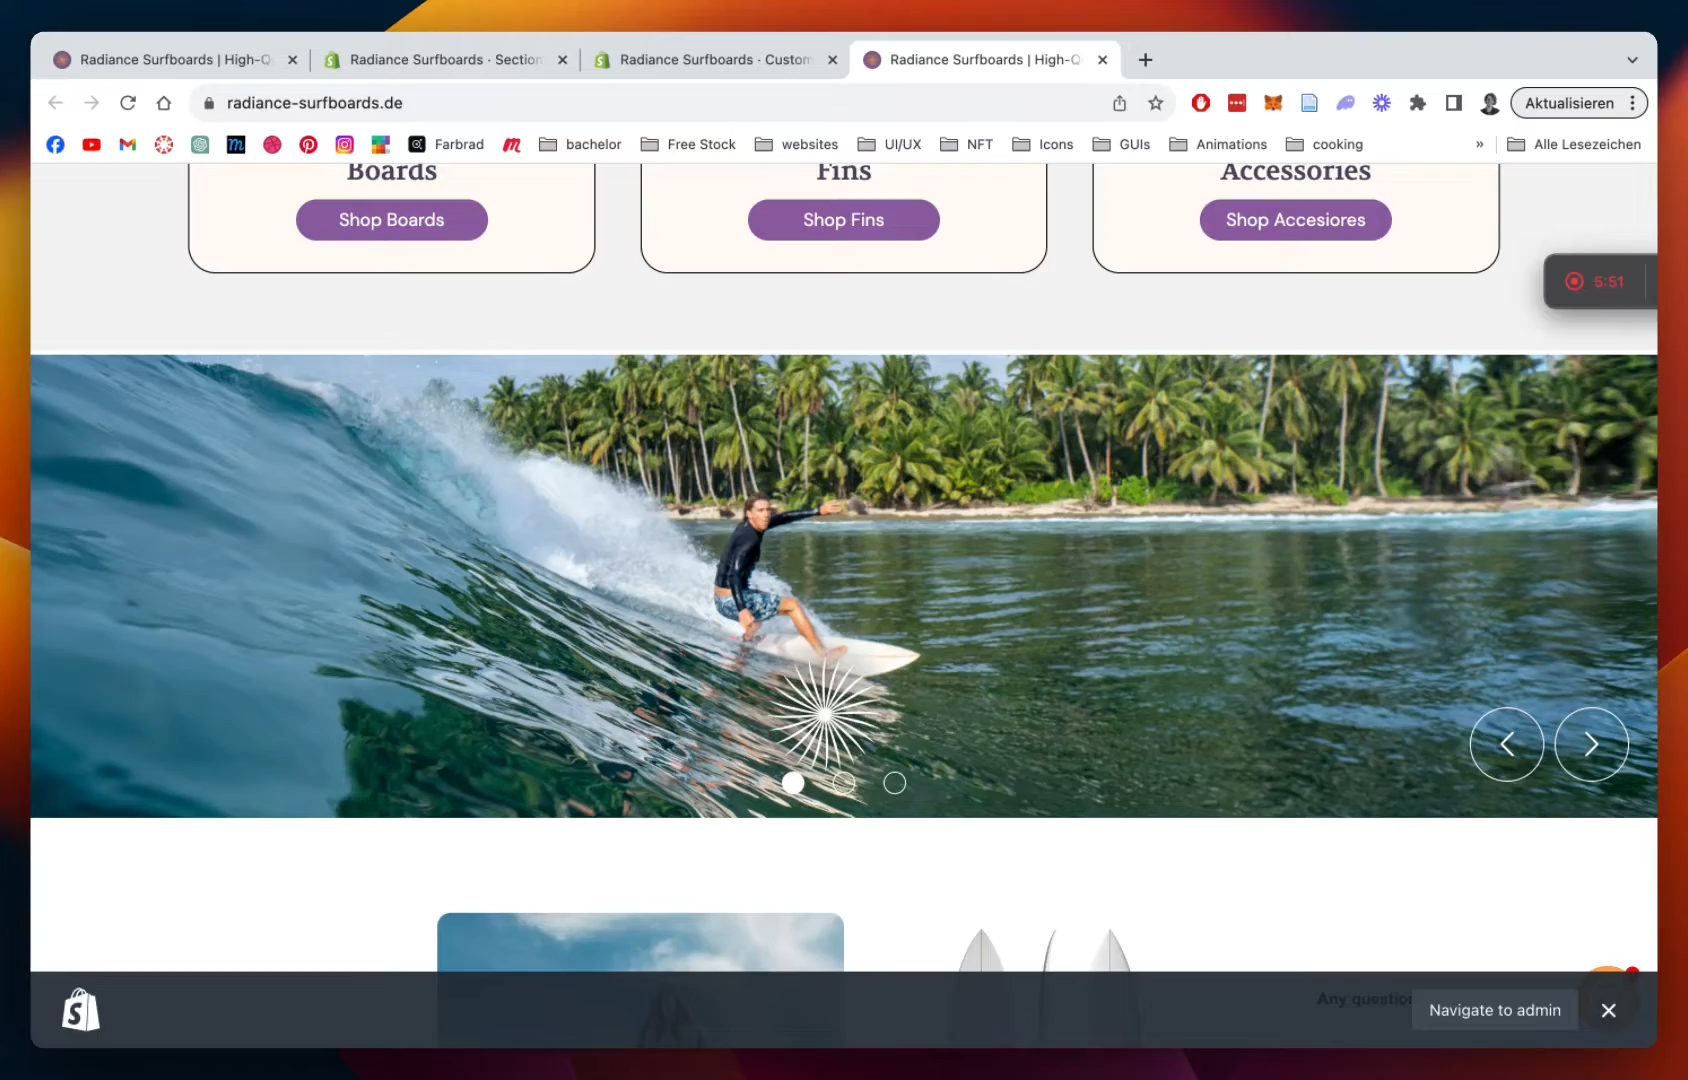 Radiance Surfboards | High-Q
Radiance Surfboards · Section
Radiance Surfboards · Custom
Radiance Surfboards | High-Q
radiance-surfboards.de
Aktualisieren
Farbrad
bachelor
Free Stock
websites
UI/UX
NFT
Icons
GUIs
Animations
cooking
»
Alle Lesezeichen
Boards
Fins
Accessories
Shop Boards
Shop Fins
Shop Accesiores
5:51
Any question
Navigate to admin